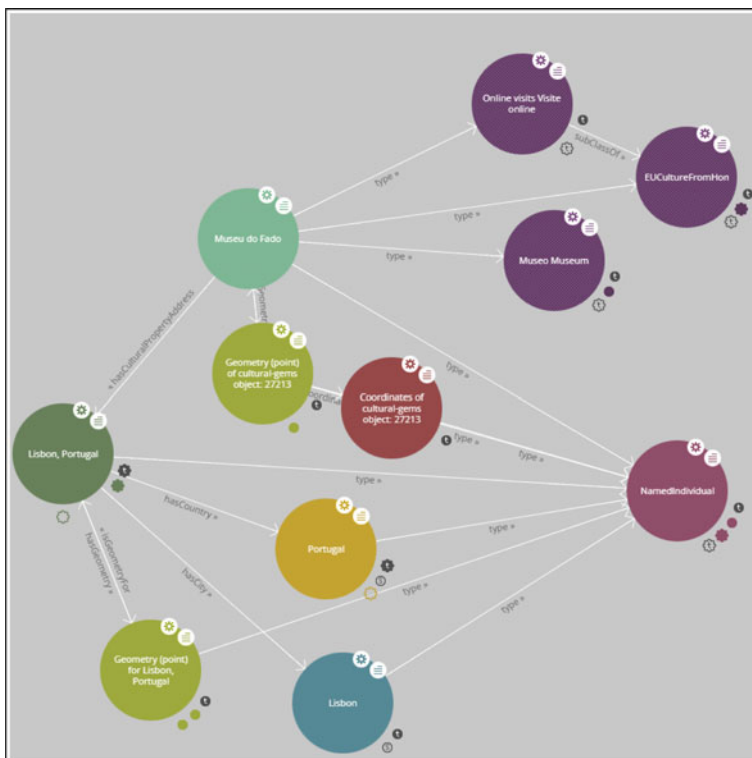 Online visits Visite
online
subClassOf »
EUCultureFromHon
type »
type »
type »
Museo Museum
Museu do Fado
« hasCulturalPropertyAddress
type »
Geometry (point)
of cultural-gems
object: 27213
Coordinates of
cultural-gems
object: 27213
type »
type »
Lisbon, Portugal
type »
NamedIndividual
hasCountry »
Portugal
type »
« isGeometryFor
hasGeometry »
hasCity »
type »
type »
Geometry (point)
for Lisbon,
Portugal
Lisbon